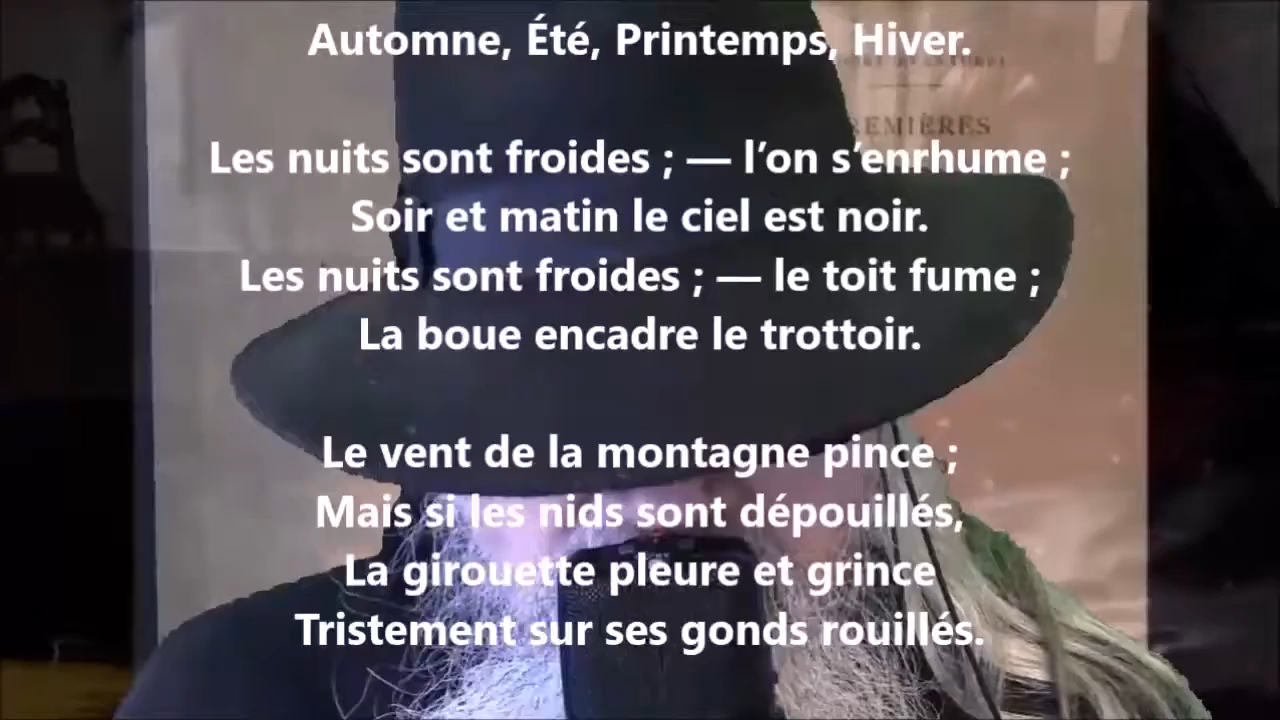 Automne, Été, Printemps, Hiver.
REMIÈRES
Les nuits sont froides ; — l’on s’enrhume ;
Soir et matin le ciel est noir.
Les nuits sont froides ; — le toit fume ;
La boue encadre le trottoir.
Le vent de la montagne pince ;
Mais si les nids sont dépouillés,
La girouette pleure et grince
Tristement sur ses gonds rouillés.